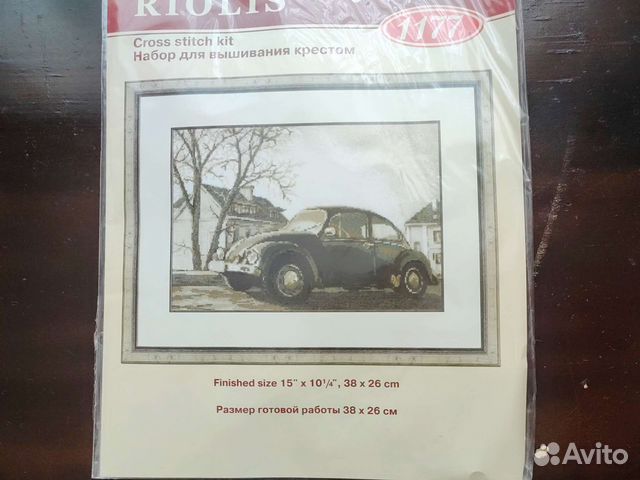 RIOLIS
1177
Cross stitch kit
Набор для вышивания крестом
Finished size 15" x 10¼", 38 x 26 cm
Размер готовой работы 38 x 26 см
Avito